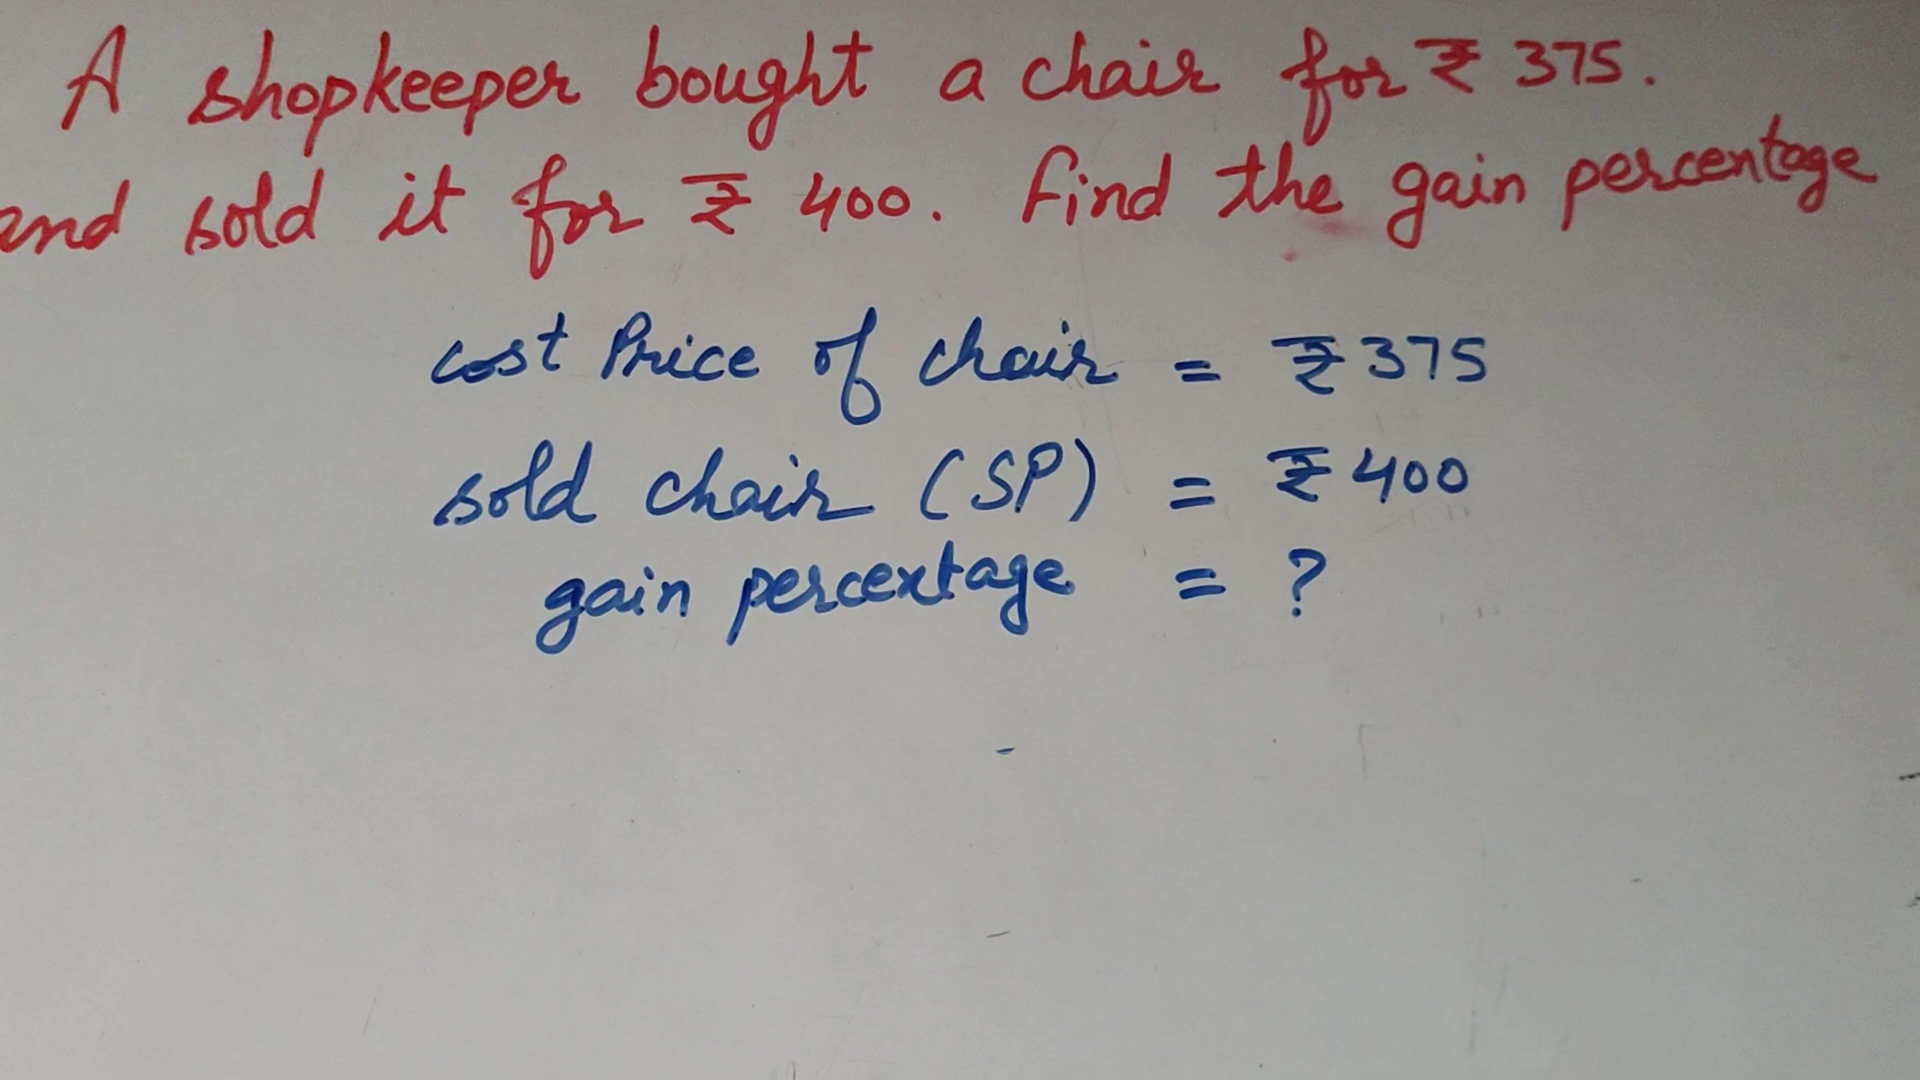 A shopkeeper bought a chair for ₹ 375.
and sold it for ₹ 400. find the gain percentage
cost Price of chair = ₹375
sold chair (SP) = ₹400
gain percentage = ?